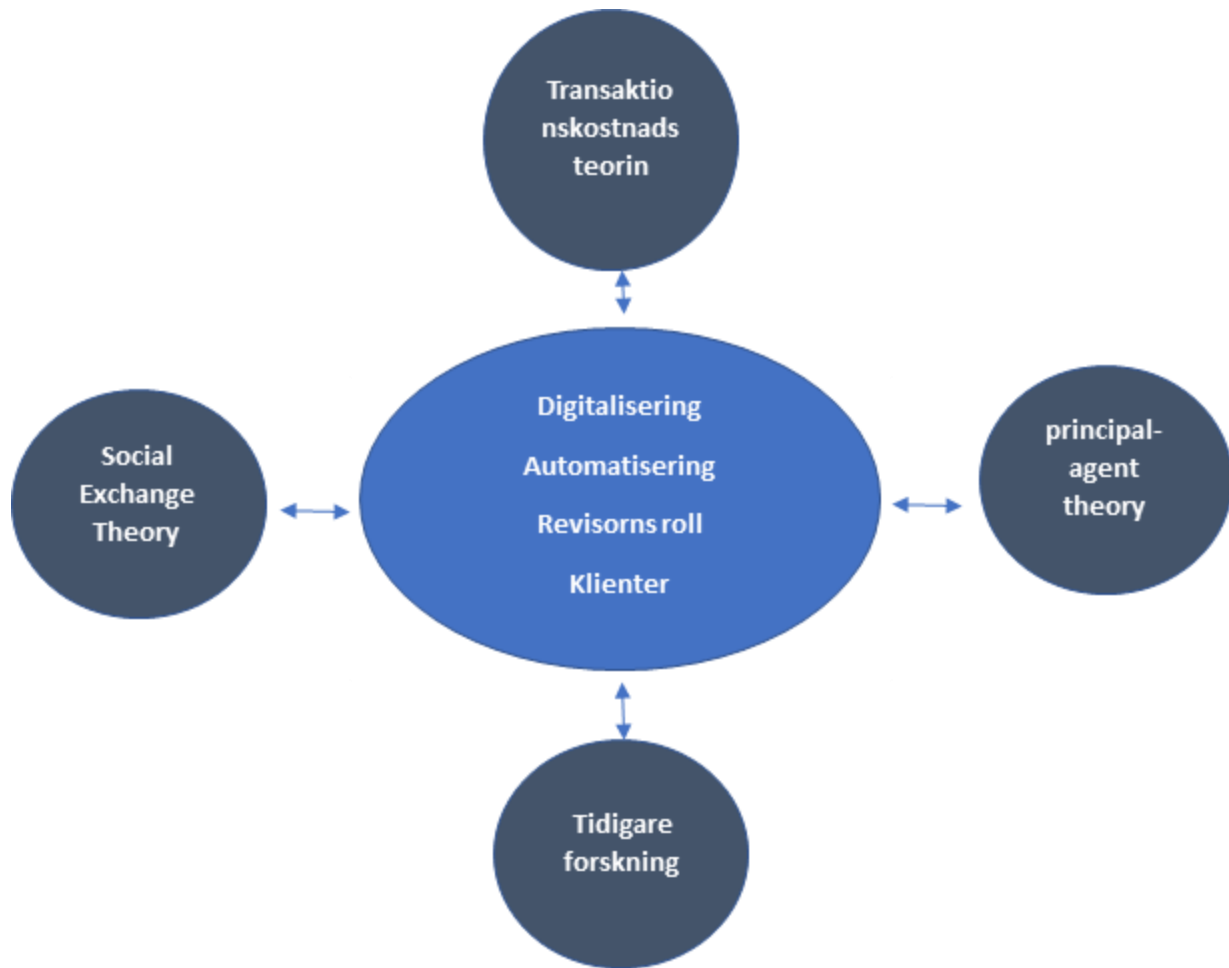 Transaktio
nskostnads
teorin
Social
Exchange
Theory
Digitalisering
Automatisering
Revisorns roll
Klienter
principal-
agent
theory
Tidigare
forskning